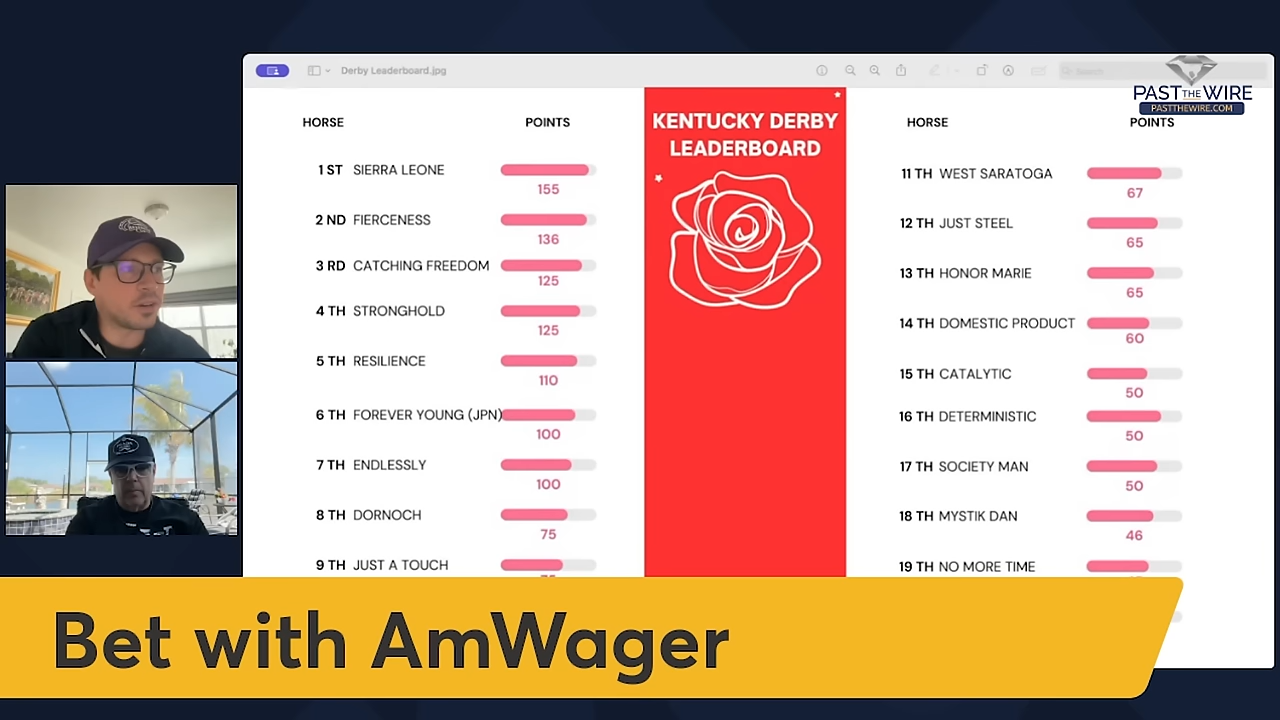 Derby Leaderboard.jpg
Search
PAST THE WIRE
PASTTHEWIRE.COM
KENTUCKY DERBY
LEADERBOARD
HORSE POINTS
1 ST SIERRA LEONE
155
2 ND FIERCENESS
136
3 RD CATCHING FREEDOM
125
4 TH STRONGHOLD
125
5 TH RESILIENCE
110
6 TH FOREVER YOUNG (JPN)
100
7 TH ENDLESSLY
100
8 TH DORNOCH
75
9 TH JUST A TOUCH
HORSE POINTS
11 TH WEST SARATOGA
67
12 TH JUST STEEL
65
13 TH HONOR MARIE
65
14 TH DOMESTIC PRODUCT
60
15 TH CATALYTIC
50
16 TH DETERMINISTIC
50
17 TH SOCIETY MAN
50
18 TH MYSTIK DAN
46
19 TH NO MORE TIME
Bet with AmWager